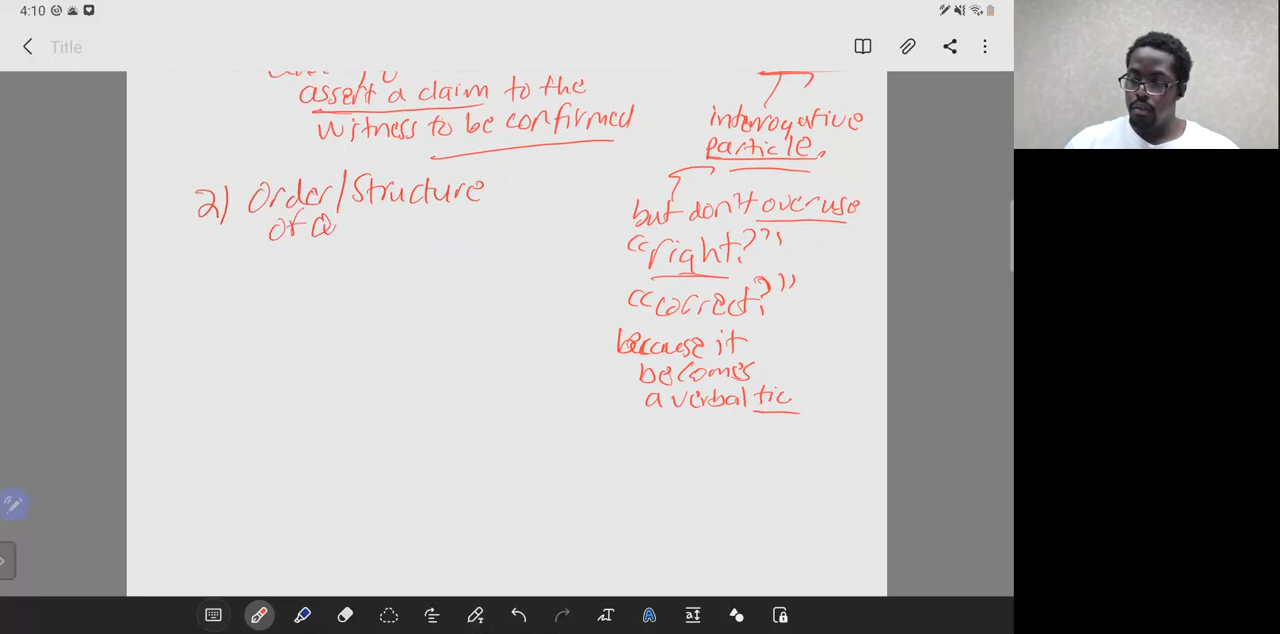 4:10
Title
assert a claim to the
witness to be confirmed
2) Order/Structure
of Q
interogative
particle,
but don't overuse
"right?"
"correct?"
because it
becomes
a verbal tic